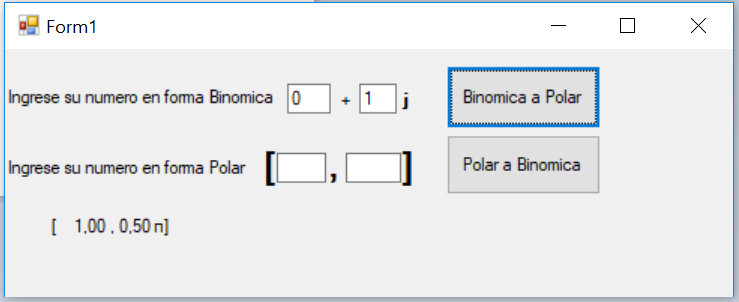 Form1
Ingrese su numero en forma Binomica 0 + 1 j Binomica a Polar
Ingrese su numero en forma Polar [ , ] Polar a Binomica
[ 1,00 , 0,50 п]